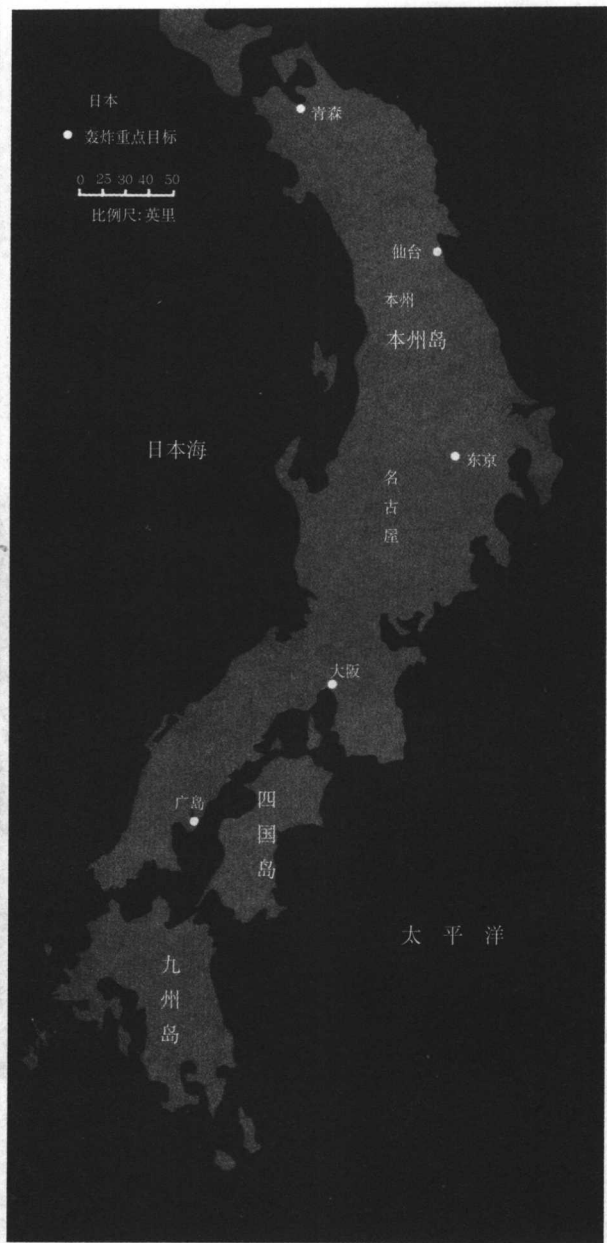 日本
轰炸重点目标
0 25 30 40 50
比例尺:英里
青森
仙台
本州
本州岛
日本海
东京
名古屋
大阪
广岛
四国岛
太平洋
九州岛